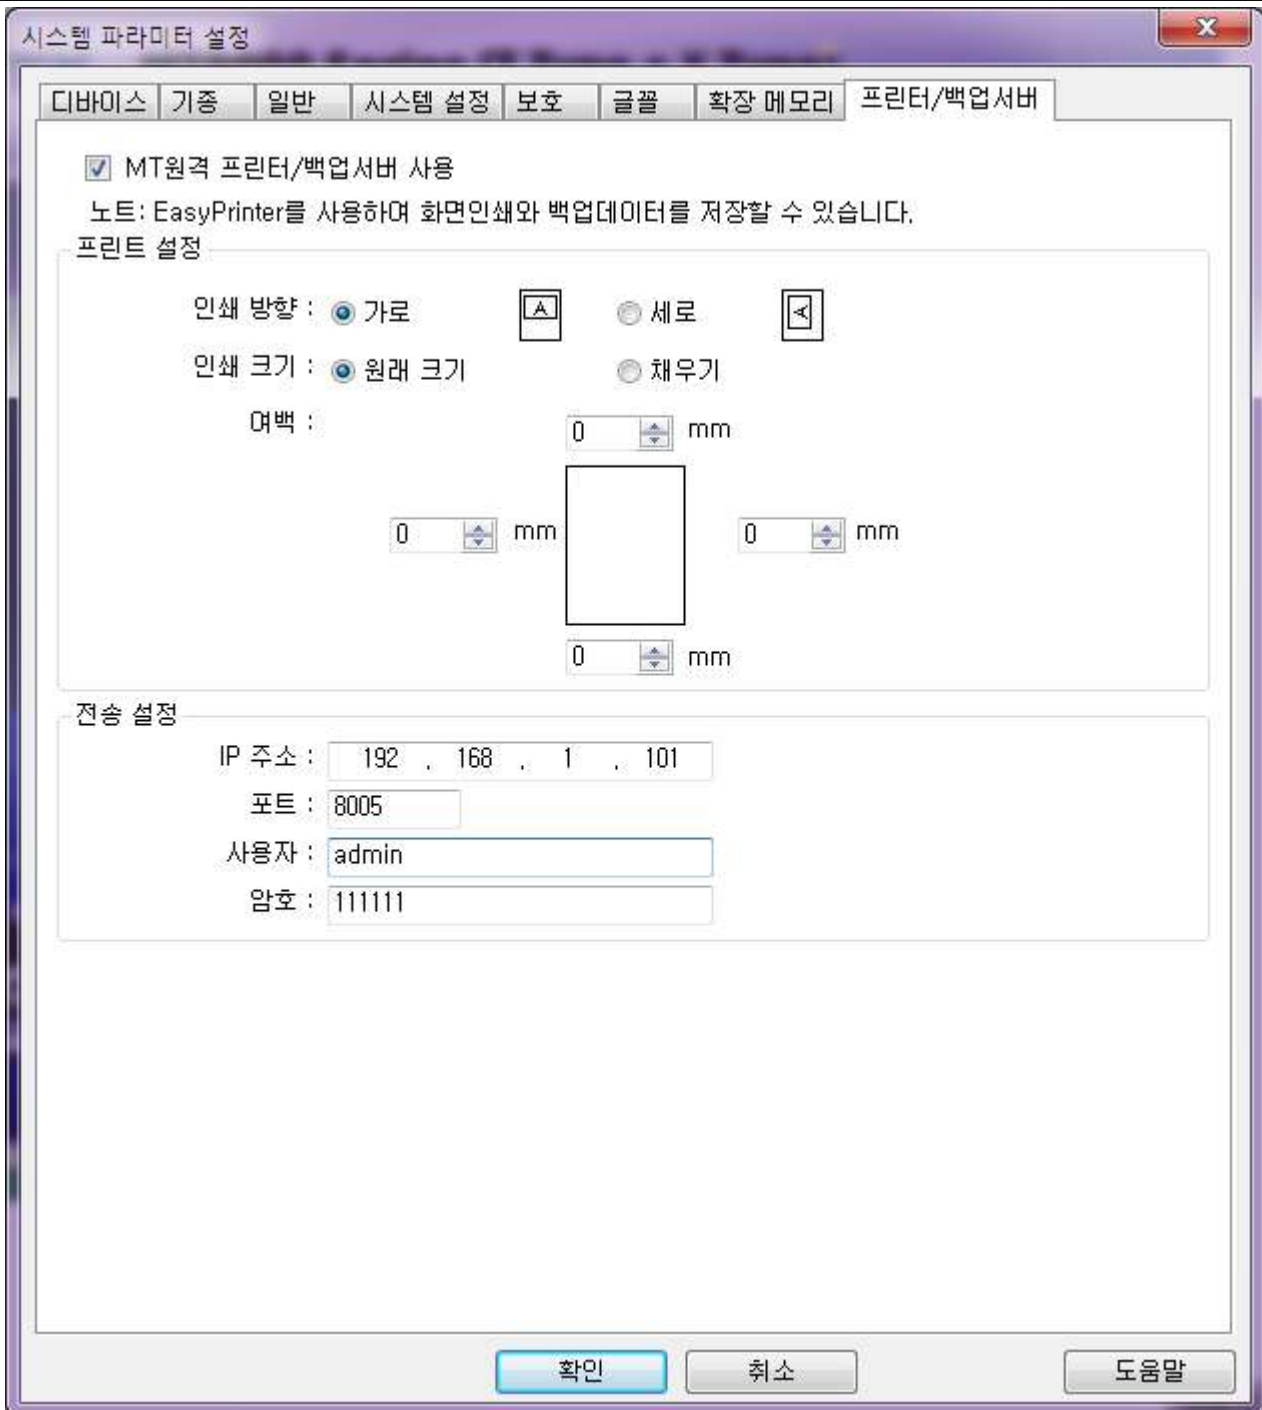 시스템 파라미터 설정
디바이스 기종 일반 시스템 설정 보호 글꼴 확장 메모리 프린터/백업서버
MT원격 프린터/백업서버 사용
노트: EasyPrinter를 사용하여 화면인쇄와 백업데이터를 저장할 수 있습니다.
프린트 설정
인쇄 방향 : 가로 A 세로 A
인쇄 크기 : 원래 크기 채우기
여백 :
0 mm
0 mm 0 mm
0 mm
전송 설정
IP 주소 : 192 . 168 . 1 . 101
포트 : 8005
사용자 : admin
암호 : 111111
확인 취소 도움말